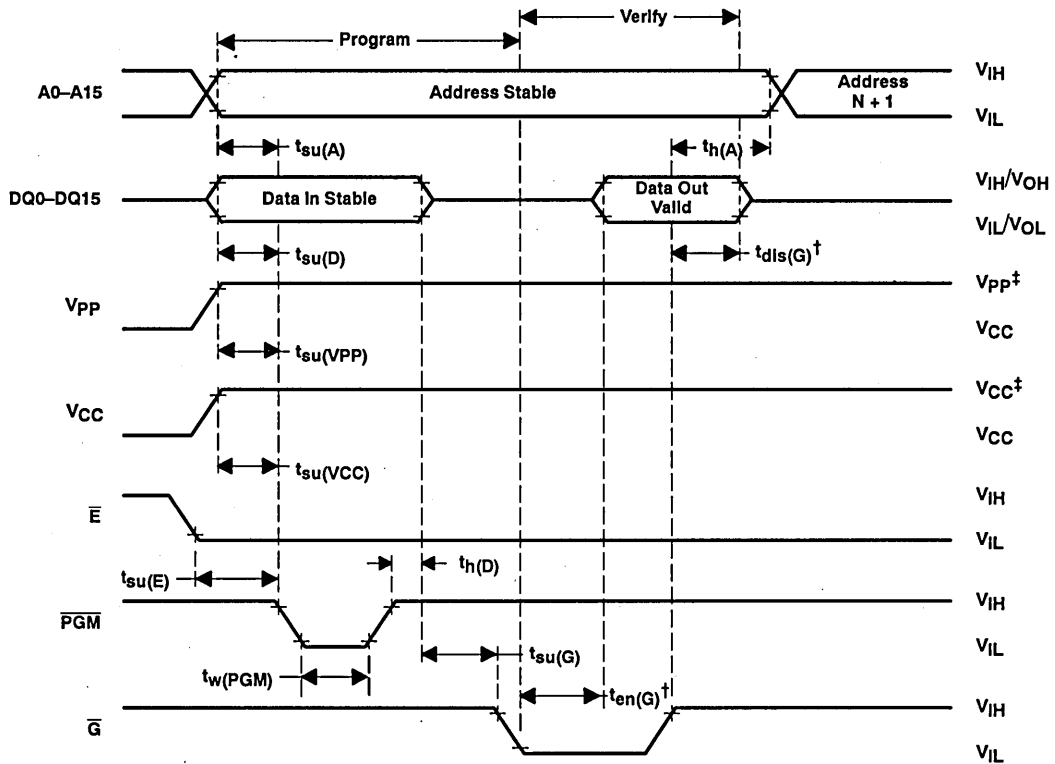 Verify
Program
A0–A15
Address Stable
Address
N + 1
VIH
VIL
tsu(A)
th(A)
DQ0–DQ15
Data In Stable
Data Out
Valid
VIH/VOH
VIL/VOL
tsu(D)
tdis(G)†
VPP
VPP‡
VCC
tsu(VPP)
VCC
VCC‡
VCC
tsu(VCC)
E
VIH
VIL
th(D)
tsu(E)
PGM
VIH
VIL
tsu(G)
tw(PGM)
ten(G)†
G
VIH
VIL